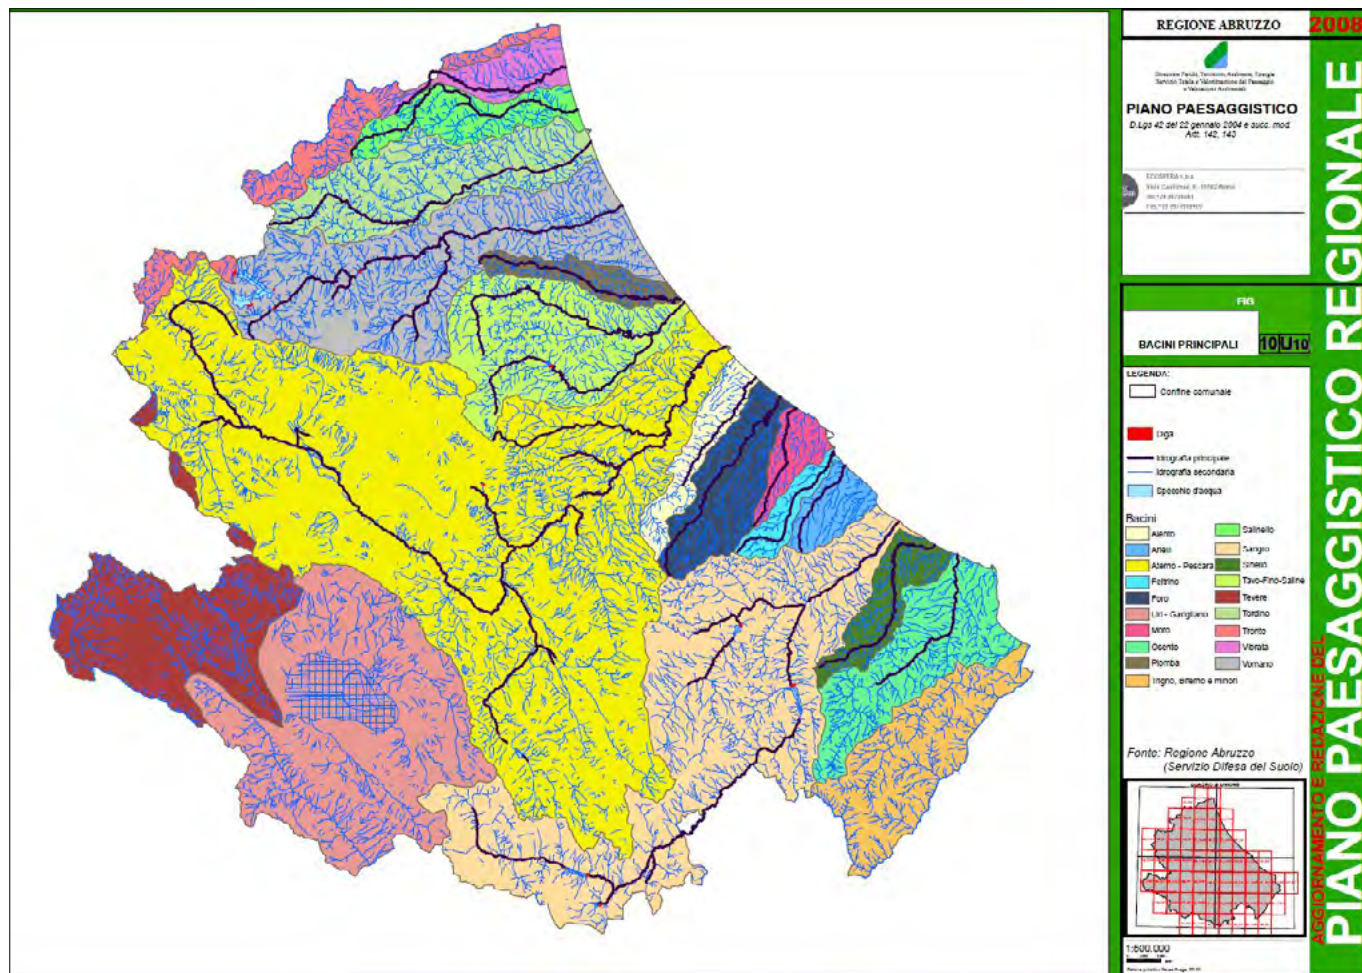 REGIONE ABRUZZO
2008
PIANO PAESAGGISTICO
D.Lgs 42 del 22 gennaio 2004 e succ. mod.
Artt. 142, 143
FIG
BACINI PRINCIPALI
10 U 10
LEGENDA:
Confine comunale
Diga
Idrografia principale
Idrografia secondaria
Specchio d'acqua
Bacini
Alento
Arielli
Aterno - Pescara
Feltrino
Foro
Liri - Garigliano
Moro
Osento
Piomba
Trigno, Biferno e minori
Salinello
Sangro
Sinello
Tavo-Fino-Saline
Tevere
Tordino
Tronto
Vibrata
Vomano
Fonte: Regione Abruzzo
(Servizio Difesa del Suolo)
1:600.000
AGGIORNAMENTO E REDAZIONE DEL
PIANO PAESAGGISTICO REGIONALE